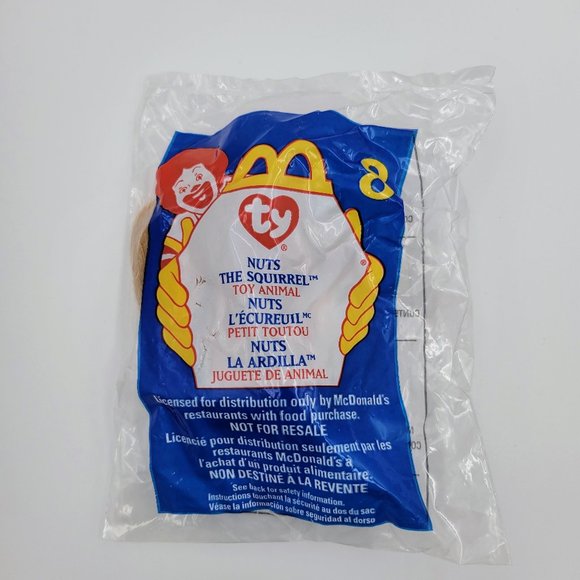 8
ty
®
NUTS
THE SQUIRREL™
TOY ANIMAL
NUTS
L'ÉCUREUIL MC
PETIT TOUTOU
NUTS
LA ARDILLA™
JUGUETE DE ANIMAL
®
Licensed for distribution only by McDonald's
restaurants with food purchase.
NOT FOR RESALE
Licencié pour distribution seulement par les
restaurants McDonald's à
l'achat d'un produit alimentaire.
NON DESTINÉ À LA REVENTE
See back for safety information.
Instructions touchant la sécurité au dos du sac
Véase la información sobre seguridad al dorso